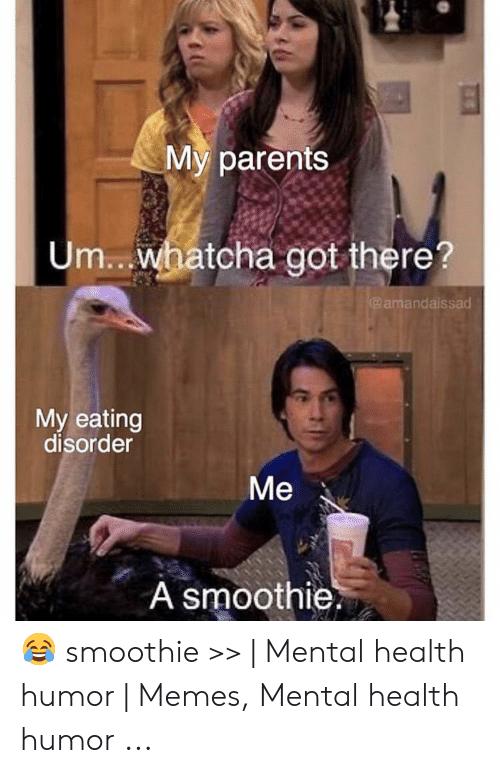 My parents
Um...whatcha got there?
@amandaissad
My eating
disorder
Me
A smoothie.
😂 smoothie >> | Mental health
humor | Memes, Mental health
humor ...